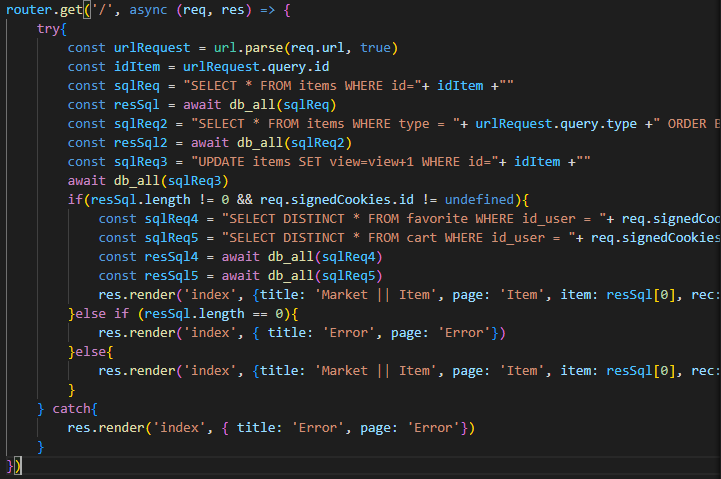 router.get('/', async (req, res) => {
try{
const urlRequest = url.parse(req.url, true)
const idItem = urlRequest.query.id
const sqlReq = "SELECT * FROM items WHERE id="+ idItem +""
const resSql = await db_all(sqlReq)
const sqlReq2 = "SELECT * FROM items WHERE type = "+ urlRequest.query.type +" ORDER
const resSql2 = await db_all(sqlReq2)
const sqlReq3 = "UPDATE items SET view=view+1 WHERE id="+ idItem +""
await db_all(sqlReq3)
if(resSql.length != 0 && req.signedCookies.id != undefined){
const sqlReq4 = "SELECT DISTINCT * FROM favorite WHERE id_user = "+ req.signedCoo
const sqlReq5 = "SELECT DISTINCT * FROM cart WHERE id_user = "+ req.signedCookies
const resSql4 = await db_all(sqlReq4)
const resSql5 = await db_all(sqlReq5)
res.render('index', {title: 'Market || Item', page: 'Item', item: resSql[0], rec:
}else if (resSql.length == 0){
res.render('index', { title: 'Error', page: 'Error'})
}else{
res.render('index', {title: 'Market || Item', page: 'Item', item: resSql[0], rec:
}
} catch{
res.render('index', { title: 'Error', page: 'Error'})
}
})